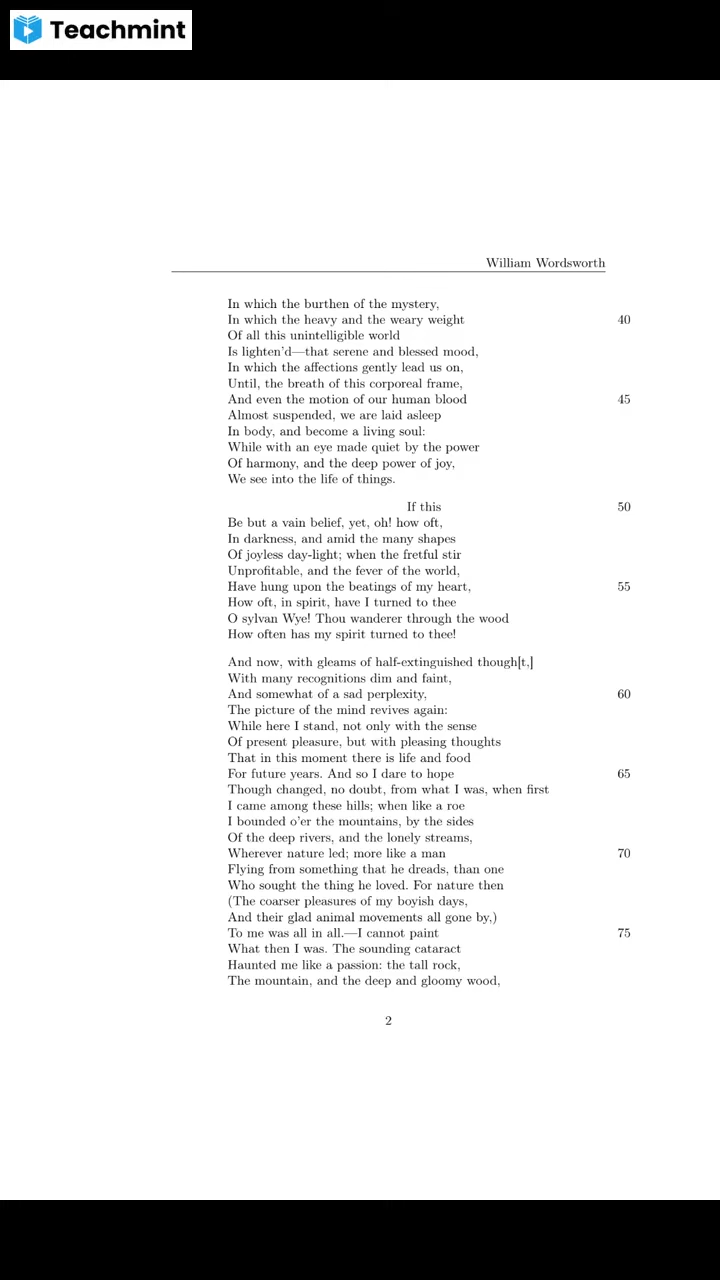 Teachmint
William Wordsworth
In which the burthen of the mystery,
In which the heavy and the weary weight 40
Of all this unintelligible world
Is lighten'd—that serene and blessed mood,
In which the affections gently lead us on,
Until, the breath of this corporeal frame,
And even the motion of our human blood 45
Almost suspended, we are laid asleep
In body, and become a living soul:
While with an eye made quiet by the power
Of harmony, and the deep power of joy,
We see into the life of things.
If this 50
Be but a vain belief, yet, oh! how oft,
In darkness, and amid the many shapes
Of joyless day-light; when the fretful stir
Unprofitable, and the fever of the world,
Have hung upon the beatings of my heart, 55
How oft, in spirit, have I turned to thee
O sylvan Wye! Thou wanderer through the wood
How often has my spirit turned to thee!
And now, with gleams of half-extinguished though[t,]
With many recognitions dim and faint,
And somewhat of a sad perplexity, 60
The picture of the mind revives again:
While here I stand, not only with the sense
Of present pleasure, but with pleasing thoughts
That in this moment there is life and food
For future years. And so I dare to hope 65
Though changed, no doubt, from what I was, when first
I came among these hills; when like a roe
I bounded o'er the mountains, by the sides
Of the deep rivers, and the lonely streams,
Wherever nature led; more like a man 70
Flying from something that he dreads, than one
Who sought the thing he loved. For nature then
(The coarser pleasures of my boyish days,
And their glad animal movements all gone by,)
To me was all in all.—I cannot paint 75
What then I was. The sounding cataract
Haunted me like a passion: the tall rock,
The mountain, and the deep and gloomy wood,
2